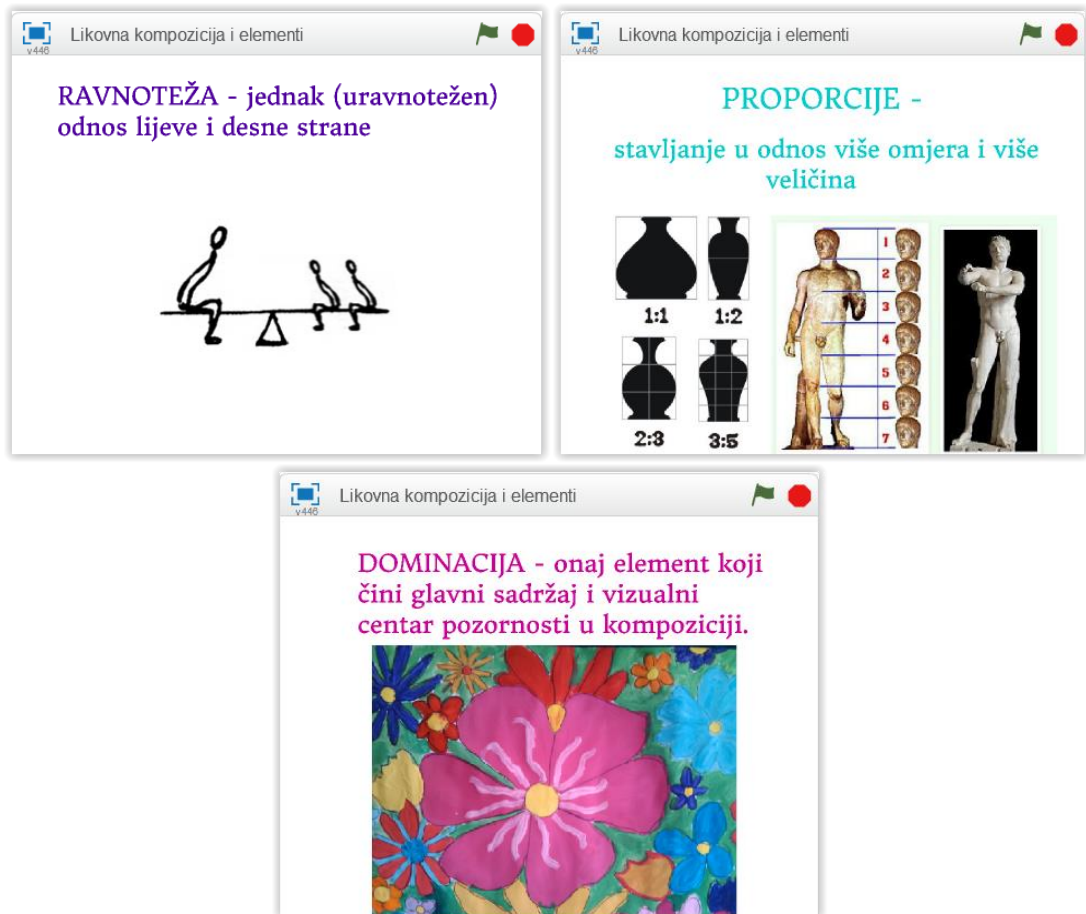 Likovna kompozicija i elementi
v446
RAVNOTEŽA - jednak (uravnotežen)
odnos lijeve i desne strane
Likovna kompozicija i elementi
v446
PROPORCIJE -
stavljanje u odnos više omjera i više
veličina
1:1
1:2
2:3
3:5
1
2
3
4
5
6
7
Likovna kompozicija i elementi
v446
DOMINACIJA - onaj element koji
čini glavni sadržaj i vizualni
centar pozornosti u kompoziciji.